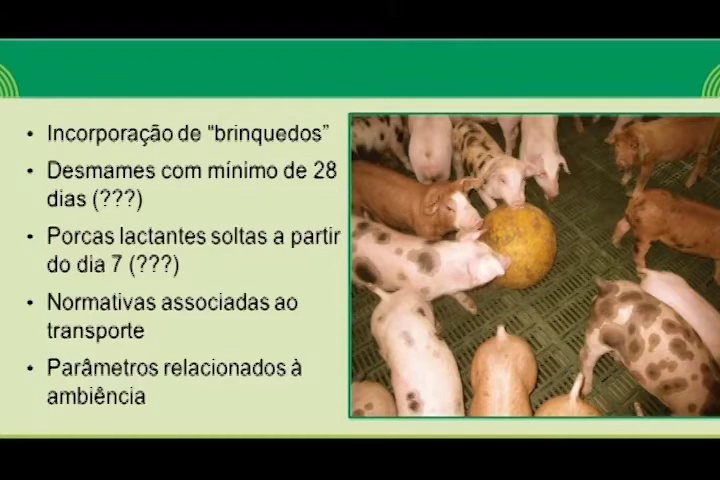 • Incorporação de "brinquedos"
• Desmames com mínimo de 28
dias (???)
• Porcas lactantes soltas a partir
do dia 7 (???)
• Normativas associadas ao
transporte
• Parâmetros relacionados à
ambiência